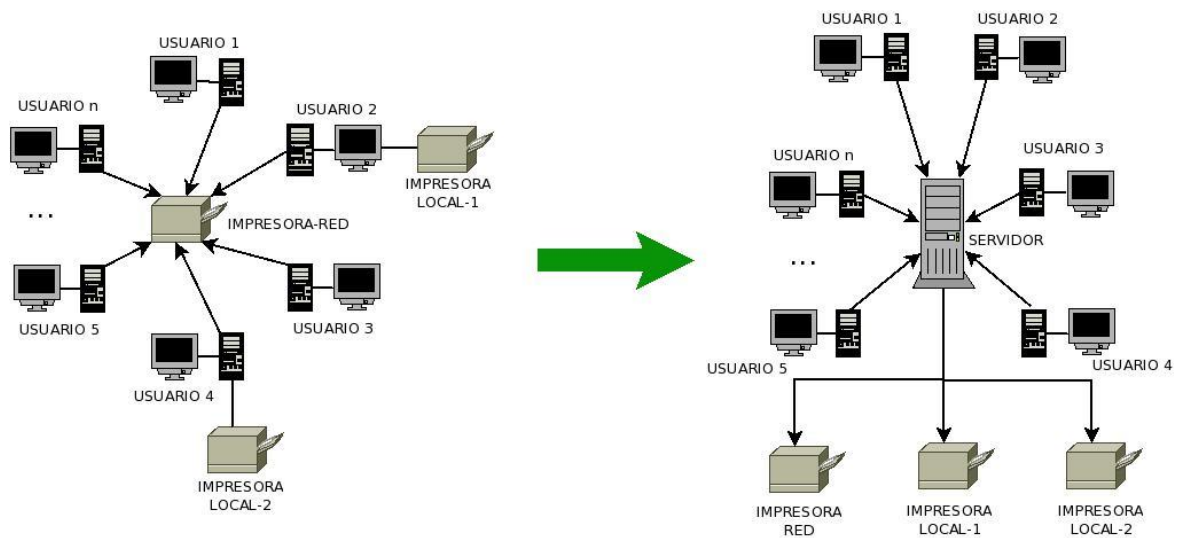 USUARIO 1
USUARIO n
USUARIO 2
IMPRESORA
LOCAL-1
IMPRESORA-RED
...
USUARIO 5
USUARIO 3
USUARIO 4
IMPRESORA
LOCAL-2
USUARIO 1
USUARIO 2
USUARIO n
USUARIO 3
SERVIDOR
...
USUARIO 5
USUARIO 4
IMPRESORA
RED
IMPRESORA
LOCAL-1
IMPRESORA
LOCAL-2